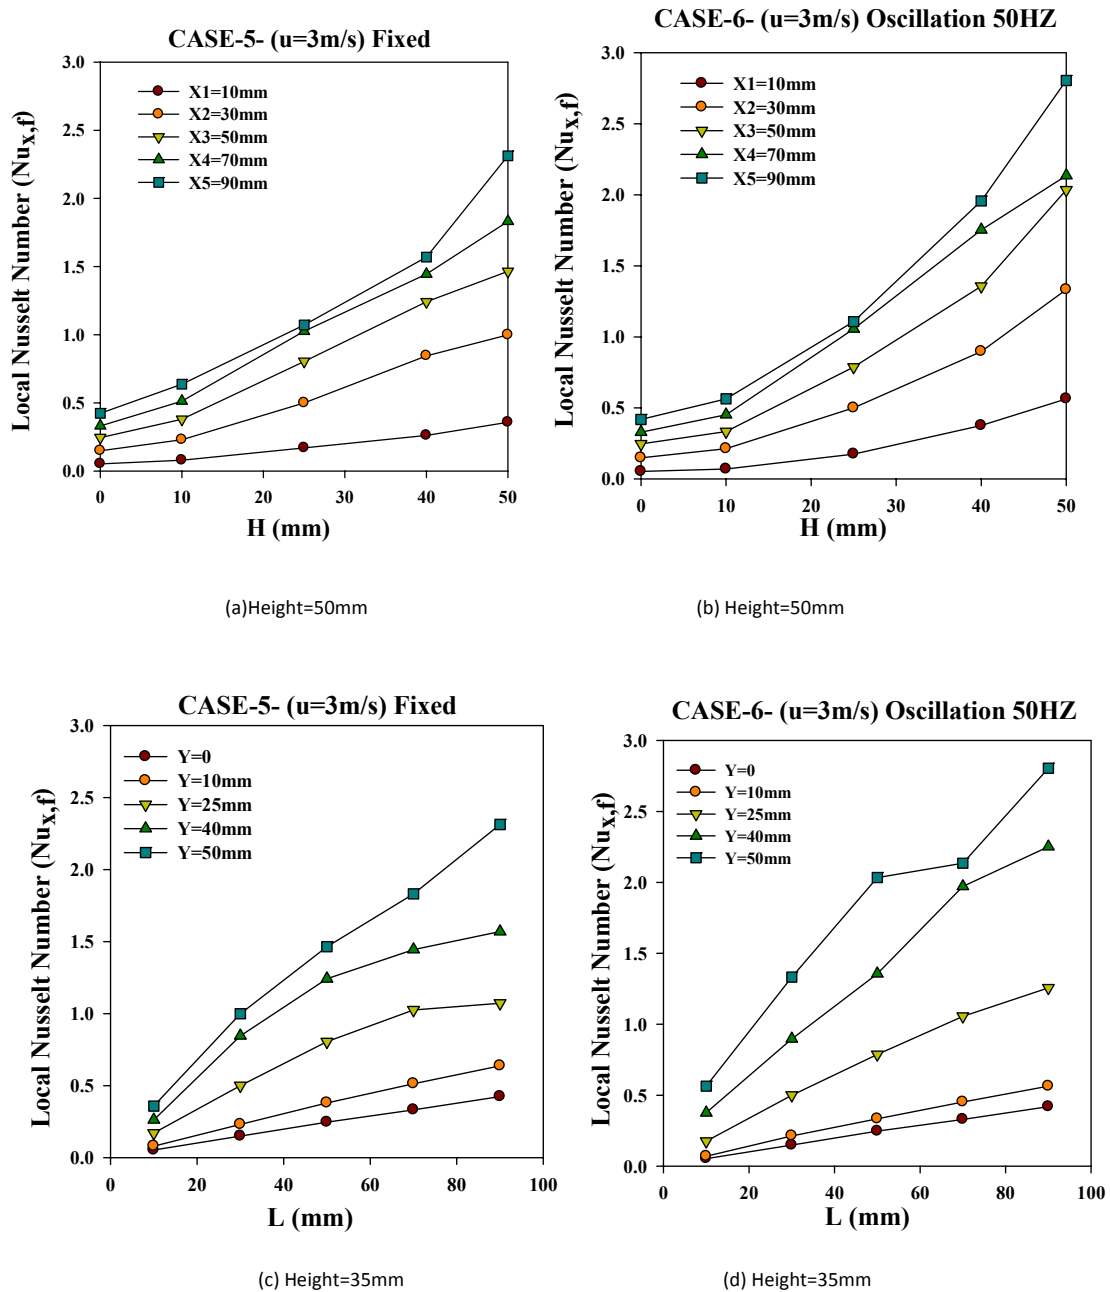 CASE-5- (u=3m/s) Fixed
Local Nusselt Number (Nux,f)
3.0
2.5
2.0
1.5
1.0
0.5
0.0
X1=10mm
X2=30mm
X3=50mm
X4=70mm
X5=90mm
0 10 20 30 40 50
H (mm)
(a)Height=50mm
CASE-6- (u=3m/s) Oscillation 50HZ
Local Nusselt Number (Nux,f)
3.0
2.5
2.0
1.5
1.0
0.5
0.0
X1=10mm
X2=30mm
X3=50mm
X4=70mm
X5=90mm
0 10 20 30 40 50
H (mm)
(b) Height=50mm
CASE-5- (u=3m/s) Fixed
Local Nusselt Number (Nux,f)
3.0
2.5
2.0
1.5
1.0
0.5
0.0
Y=0
Y=10mm
Y=25mm
Y=40mm
Y=50mm
0 20 40 60 80 100
L (mm)
(c) Height=35mm
CASE-6- (u=3m/s) Oscillation 50HZ
Local Nusselt Number (Nux,f)
3.0
2.5
2.0
1.5
1.0
0.5
0.0
Y=0
Y=10mm
Y=25mm
Y=40mm
Y=50mm
0 20 40 60 80 100
L (mm)
(d) Height=35mm